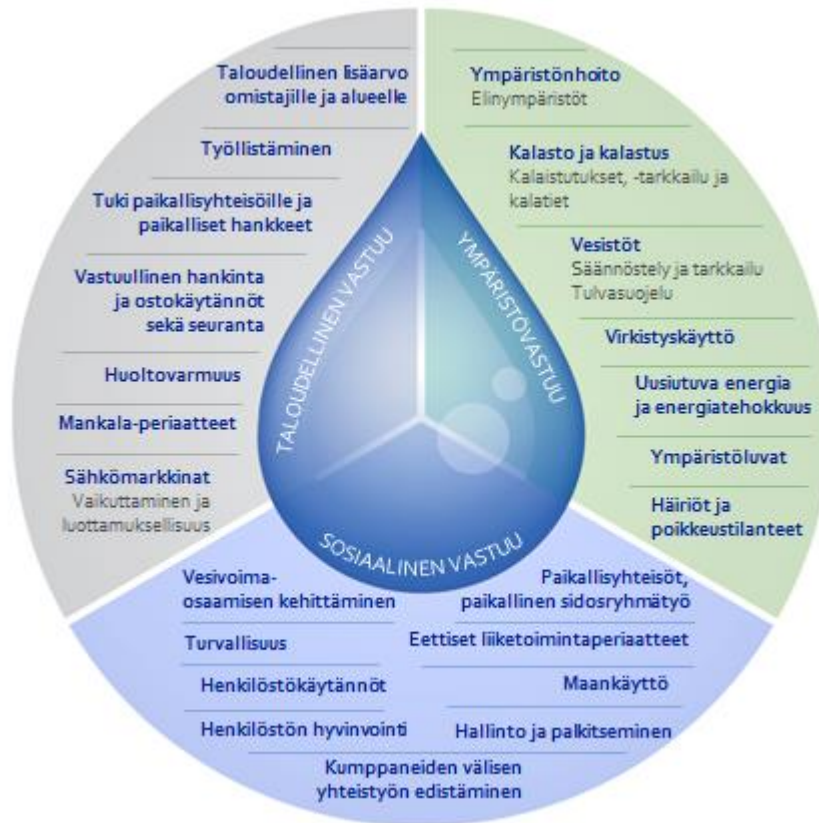 Taloudellinen lisäarvo
omistajille ja alueelle
Työllistäminen
Tuki paikallisyhteisöille ja
paikalliset hankkeet
Vastuullinen hankinta
ja ostokäytännöt
sekä seuranta
Huoltovarmuus
Mankala-periaatteet
Sähkömarkkinat
Vaikuttaminen ja
luottamuksellisuus
TALOUDELLINEN VASTUU
Ympäristönhoito
Elinympäristöt
Kalasto ja kalastus
Kalaistutukset, -tarkkailu ja
kalatiet
Vesistöt
Säännöstely ja tarkkailu
Tulvasuojelu
Virkistyskäyttö
Uusiutuva energia
ja energiatehokkuus
Ympäristöluvat
Häiriöt ja
poikkeustilanteet
YMPÄRISTÖVASTUU
SOSIAALINEN VASTUU
Vesivoima-
osaamisen kehittäminen
Turvallisuus
Henkilöstökäytännöt
Henkilöstön hyvinvointi
Paikallisyhteisöt,
paikallinen sidosryhmätyö
Eettiset liiketoimintaperiaatteet
Maankäyttö
Hallinto ja palkitseminen
Kumppaneiden välisen
yhteistyön edistäminen